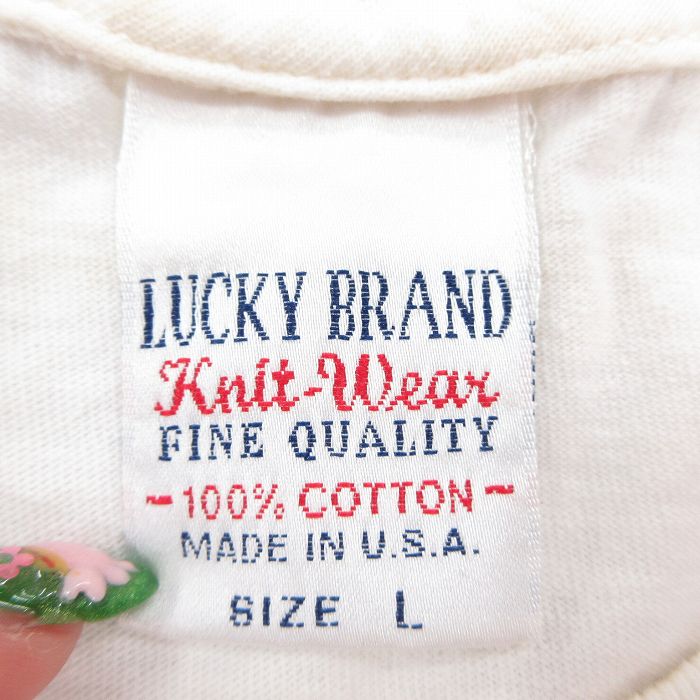 LUCKY BRAND
Knit-Wear
FINE QUALITY
~100% COTTON~
MADE IN U.S.A.
SIZE L